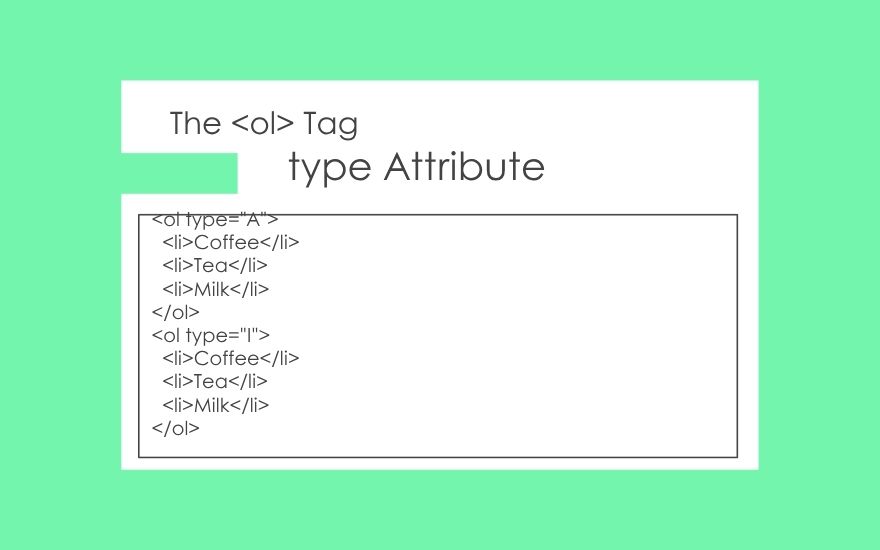 The <ol> Tag
type Attribute
<ol type="A">
  <li>Coffee</li>
  <li>Tea</li>
  <li>Milk</li>
</ol>
<ol type="I">
  <li>Coffee</li>
  <li>Tea</li>
  <li>Milk</li>
</ol>